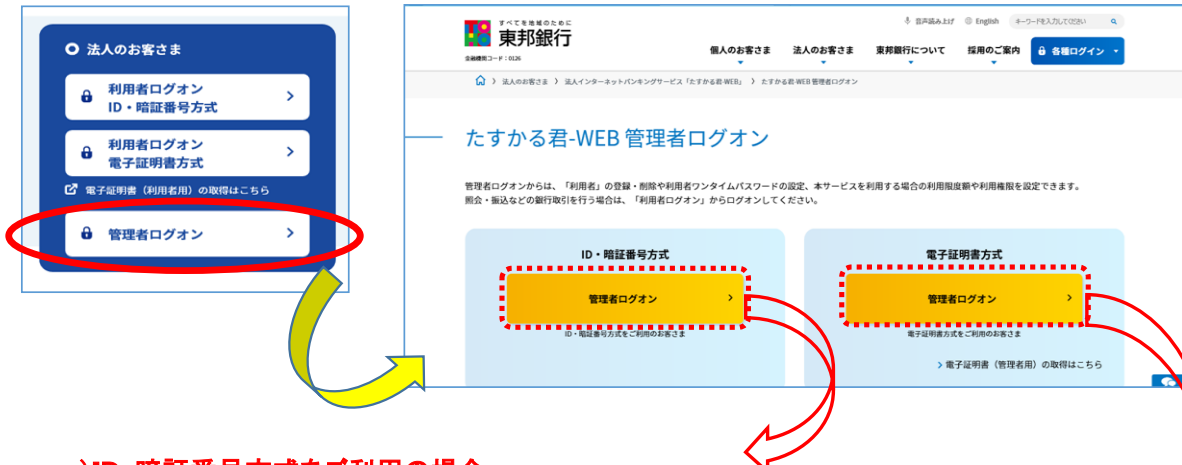 法人のお客さま
利用者ログオン
ID・暗証番号方式
利用者ログオン
電子証明書方式
電子証明書（利用者用）の取得はこちら
管理者ログオン
すべてを地域のために
東邦銀行
金融機関コード：0126
音声読み上げ English キーワードを入力してください
個人のお客さま 法人のお客さま 東邦銀行について 採用のご案内 各種ログイン
法人のお客さま 〉 法人インターネットバンキングサービス「たすかる君-WEB」 〉 たすかる君-WEB 管理者ログオン
たすかる君-WEB 管理者ログオン
管理者ログオンからは、「利用者」の登録・削除や利用者ワンタイムパスワードの設定、本サービスを利用する場合の利用限度額や利用権限を設定できます。
照会・振込などの銀行取引を行う場合は、「利用者ログオン」からログオンしてください。
ID・暗証番号方式
管理者ログオン
ID・暗証番号方式をご利用のお客さま
電子証明書方式
管理者ログオン
電子証明書方式をご利用のお客さま
電子証明書（管理者用）の取得はこちら
ID・暗証番号方式をご利用の場合